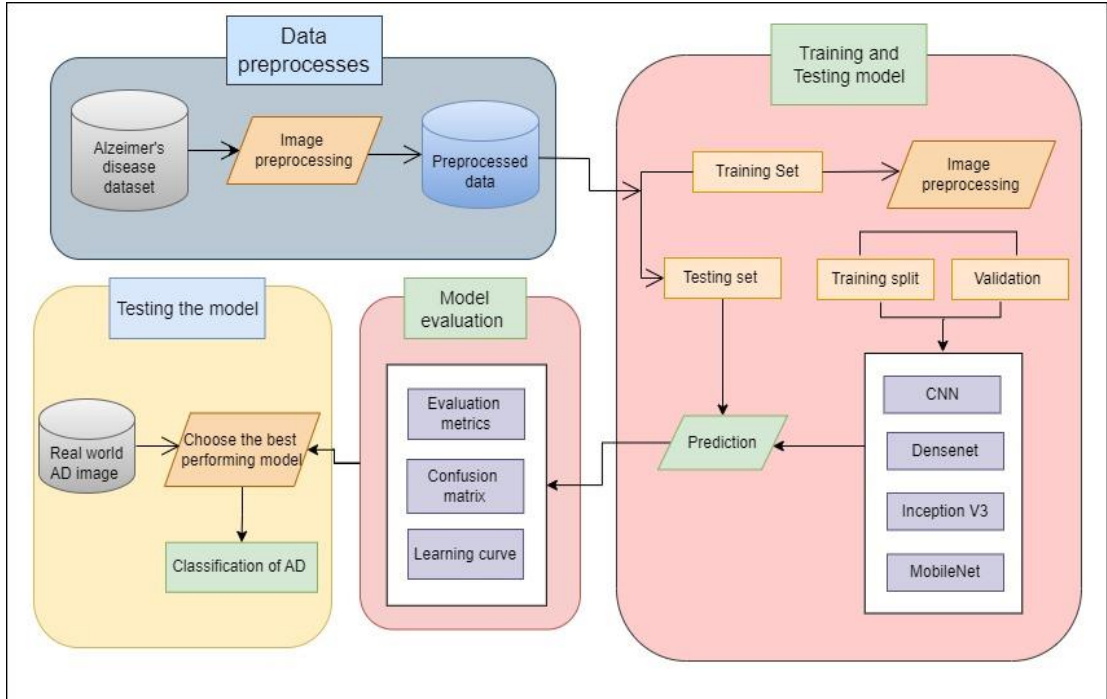 Data
preprocesses
Alzeimer's
disease
dataset
Image
preprocessing
Preprocessed
data
Training and
Testing model
Training Set
Image
preprocessing
Testing set
Training split
Validation
CNN
Densenet
Inception V3
MobileNet
Prediction
Model
evaluation
Evaluation
metrics
Confusion
matrix
Learning curve
Testing the model
Real world
AD image
Choose the best
performing model
Classification of AD